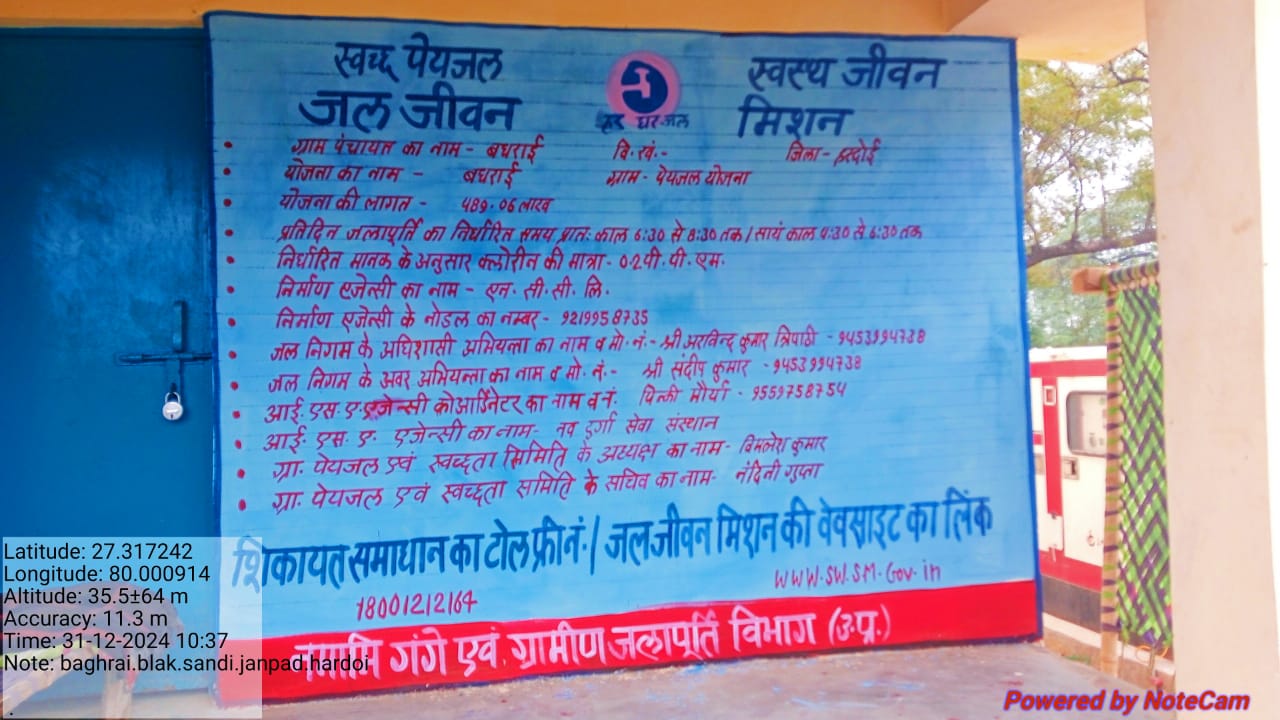 स्वच्छ पेयजल स्वस्थ जीवन
जल जीवन मिशन
हर घर-जल
ग्राम पंचायत का नाम - बघराई वि.खं.- जिला - हरदोई
योजना का नाम - बघराई ग्राम - पेयजल योजना
योजना की लागत - 489.06 लाख
प्रतिदिन जलापूर्ति का निर्धारित समय प्रातः काल 6:30 से 8:30 तक / सायं काल 4:30 से 6:30 तक
निर्धारित मानक के अनुसार क्लोरीन की मात्रा - 0.2 पी. पी. एम.
निर्माण एजेन्सी का नाम - एन. सी. सी. लि.
निर्माण एजेन्सी के नोडल का नम्बर - 9219958735
जल निगम के अधिशासी अभियन्ता का नाम व मो. नं.- श्री अरविन्द कुमार त्रिपाठी - 9453994738
जल निगम के अवर अभियन्ता का नाम व मो. नं.- श्री संदीप कुमार - 9453994738
आई. एस. ए. एजेन्सी कोआर्डिनेटर का नाम व नं. पिन्की मौर्या - 9559758754
आई. एस. ए. एजेन्सी का नाम- नव दुर्गा सेवा संस्थान
ग्रा. पेयजल एवं स्वच्छता सिमिति के अध्यक्ष का नाम- विमलेश कुमार
ग्रा. पेयजल एवं स्वच्छता समिति के सचिव का नाम- नंदिनी गुप्ता
शिकायत समाधान का टोल फ्री नं. / जल जीवन मिशन की वेवसाइट का लिंक
18001212164 WWW.SW.SM.Gov.in
नमामि गंगे एवं ग्रामीण जलापूर्ति विभाग (उ.प्र.)
Latitude: 27.317242
Longitude: 80.000914
Altitude: 35.5±64 m
Accuracy: 11.3 m
Time: 31-12-2024 10:37
Note: baghrai.blak.sandi.janpad.hardoi
.
Powered by NoteCam